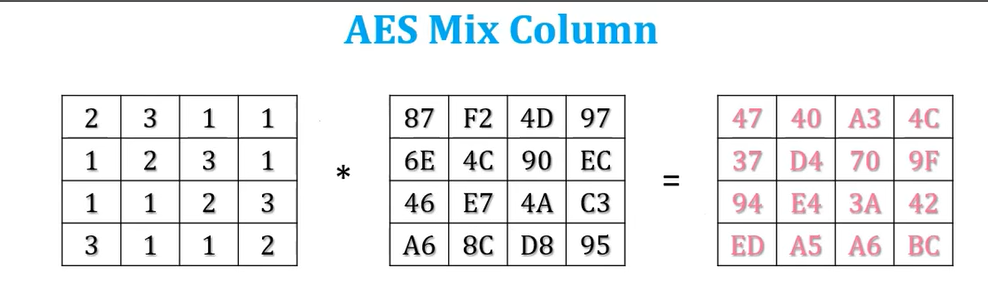 AES Mix Column
2 3 1 1 87 F2 4D 97 47 40 A3 4C
1 2 3 1 * 6E 4C 90 EC = 37 D4 70 9F
1 1 2 3 46 E7 4A C3 94 E4 3A 42
3 1 1 2 A6 8C D8 95 ED A5 A6 BC